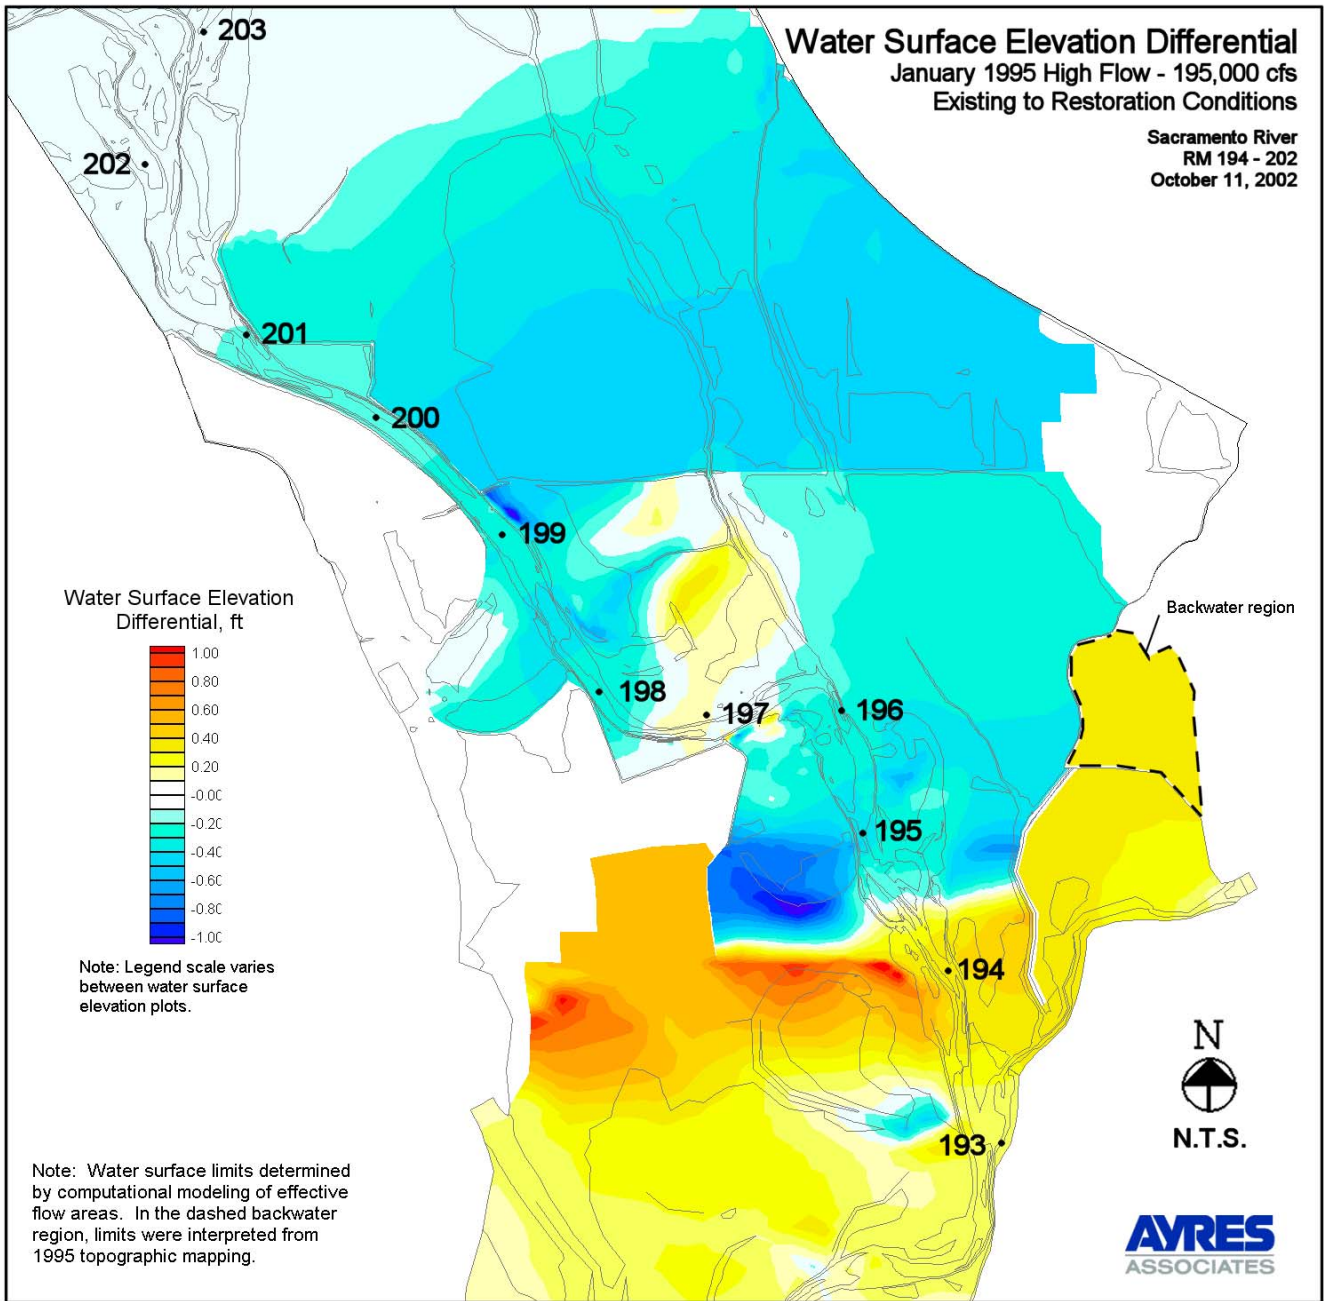 Water Surface Elevation Differential
January 1995 High Flow - 195,000 cfs
Existing to Restoration Conditions
Sacramento River
RM 194 - 202
October 11, 2002
203
202
201
200
199
198
197
196
195
194
193
Backwater region
Water Surface Elevation
Differential, ft
1.00
0.80
0.60
0.40
0.20
-0.00
-0.20
-0.40
-0.60
-0.80
-1.00
Note: Legend scale varies
between water surface
elevation plots.
Note: Water surface limits determined
by computational modeling of effective
flow areas. In the dashed backwater
region, limits were interpreted from
1995 topographic mapping.
N
N.T.S.
AYRES
ASSOCIATES